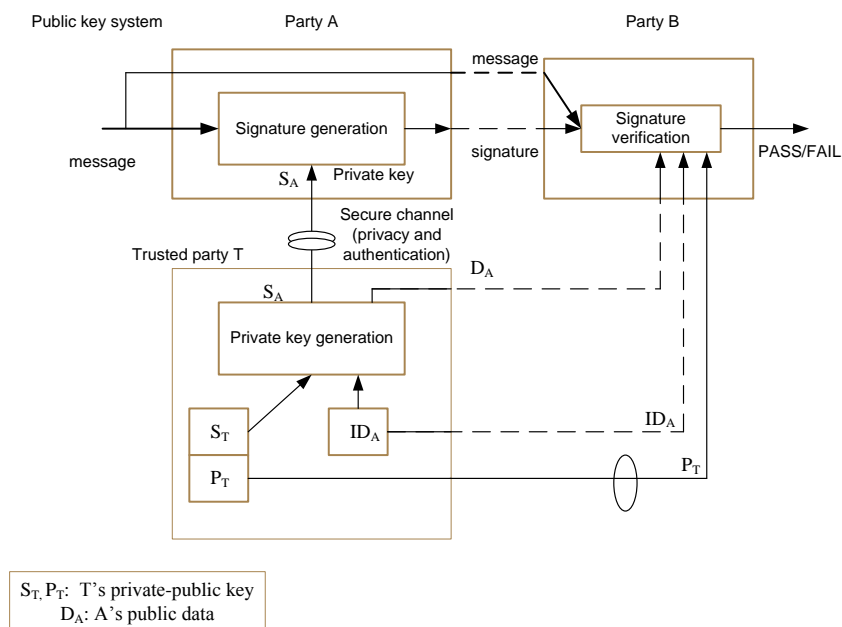 Public key system
Party A
Party B
message
Signature generation
Signature
verification
message
signature
PASS/FAIL
S_A
Private key
Secure channel
(privacy and
authentication)
Trusted party T
S_A
D_A
Private key generation
S_T
ID_A
ID_A
P_T
P_T
S_T, P_T: T's private-public key
D_A: A's public data